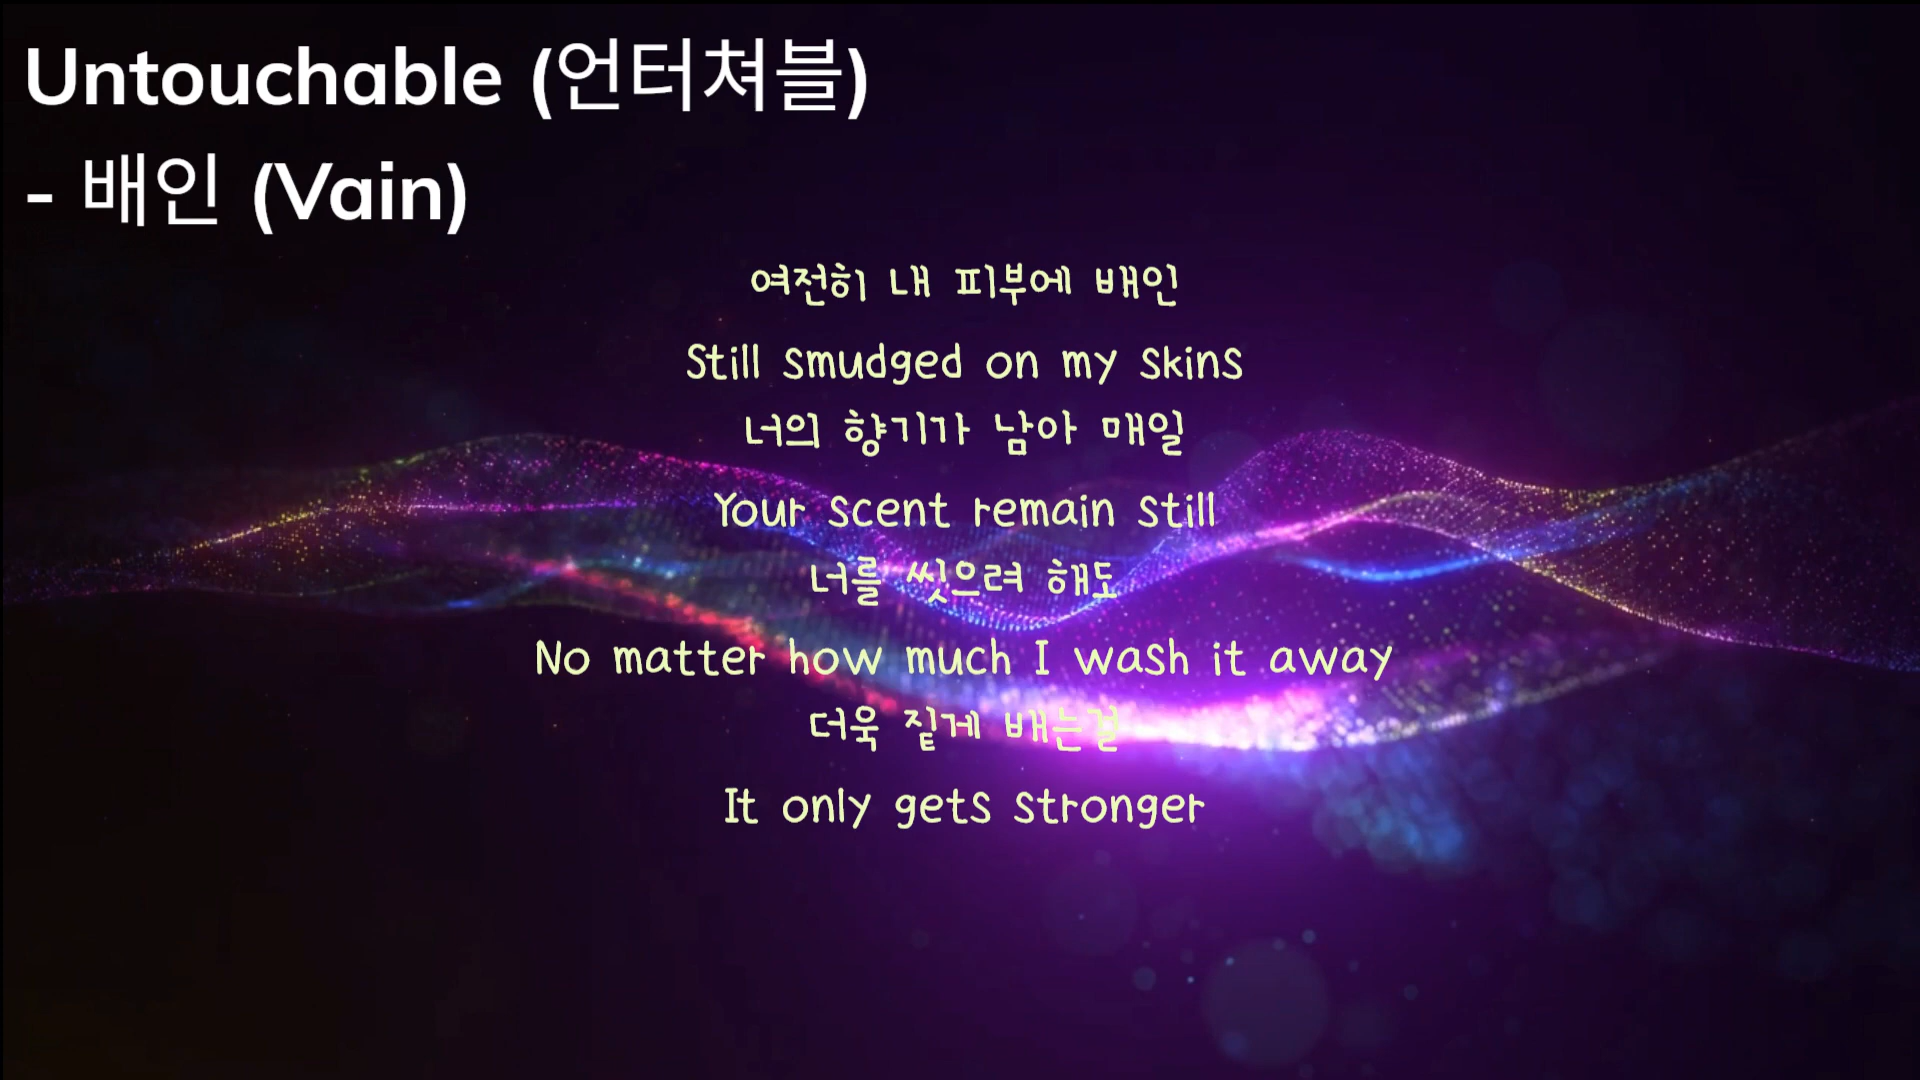 Untouchable (언터쳐블)
- 배인 (Vain)
여전히 내 피부에 배인
Still smudged on my skins
너의 향기가 남아 매일
Your scent remain still
너를 씻으려 해도
No matter how much I wash it away
더욱 짙게 배는걸
It only gets stronger